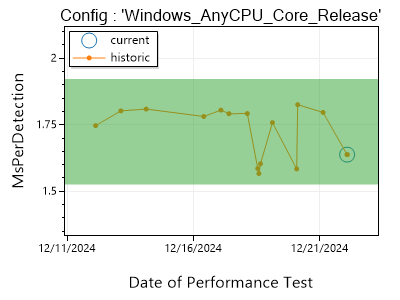 Config : 'Windows_AnyCPU_Core_Release'
current
historic
MsPerDetection
2
1.75
1.5
12/11/2024
12/16/2024
12/21/2024
Date of Performance Test